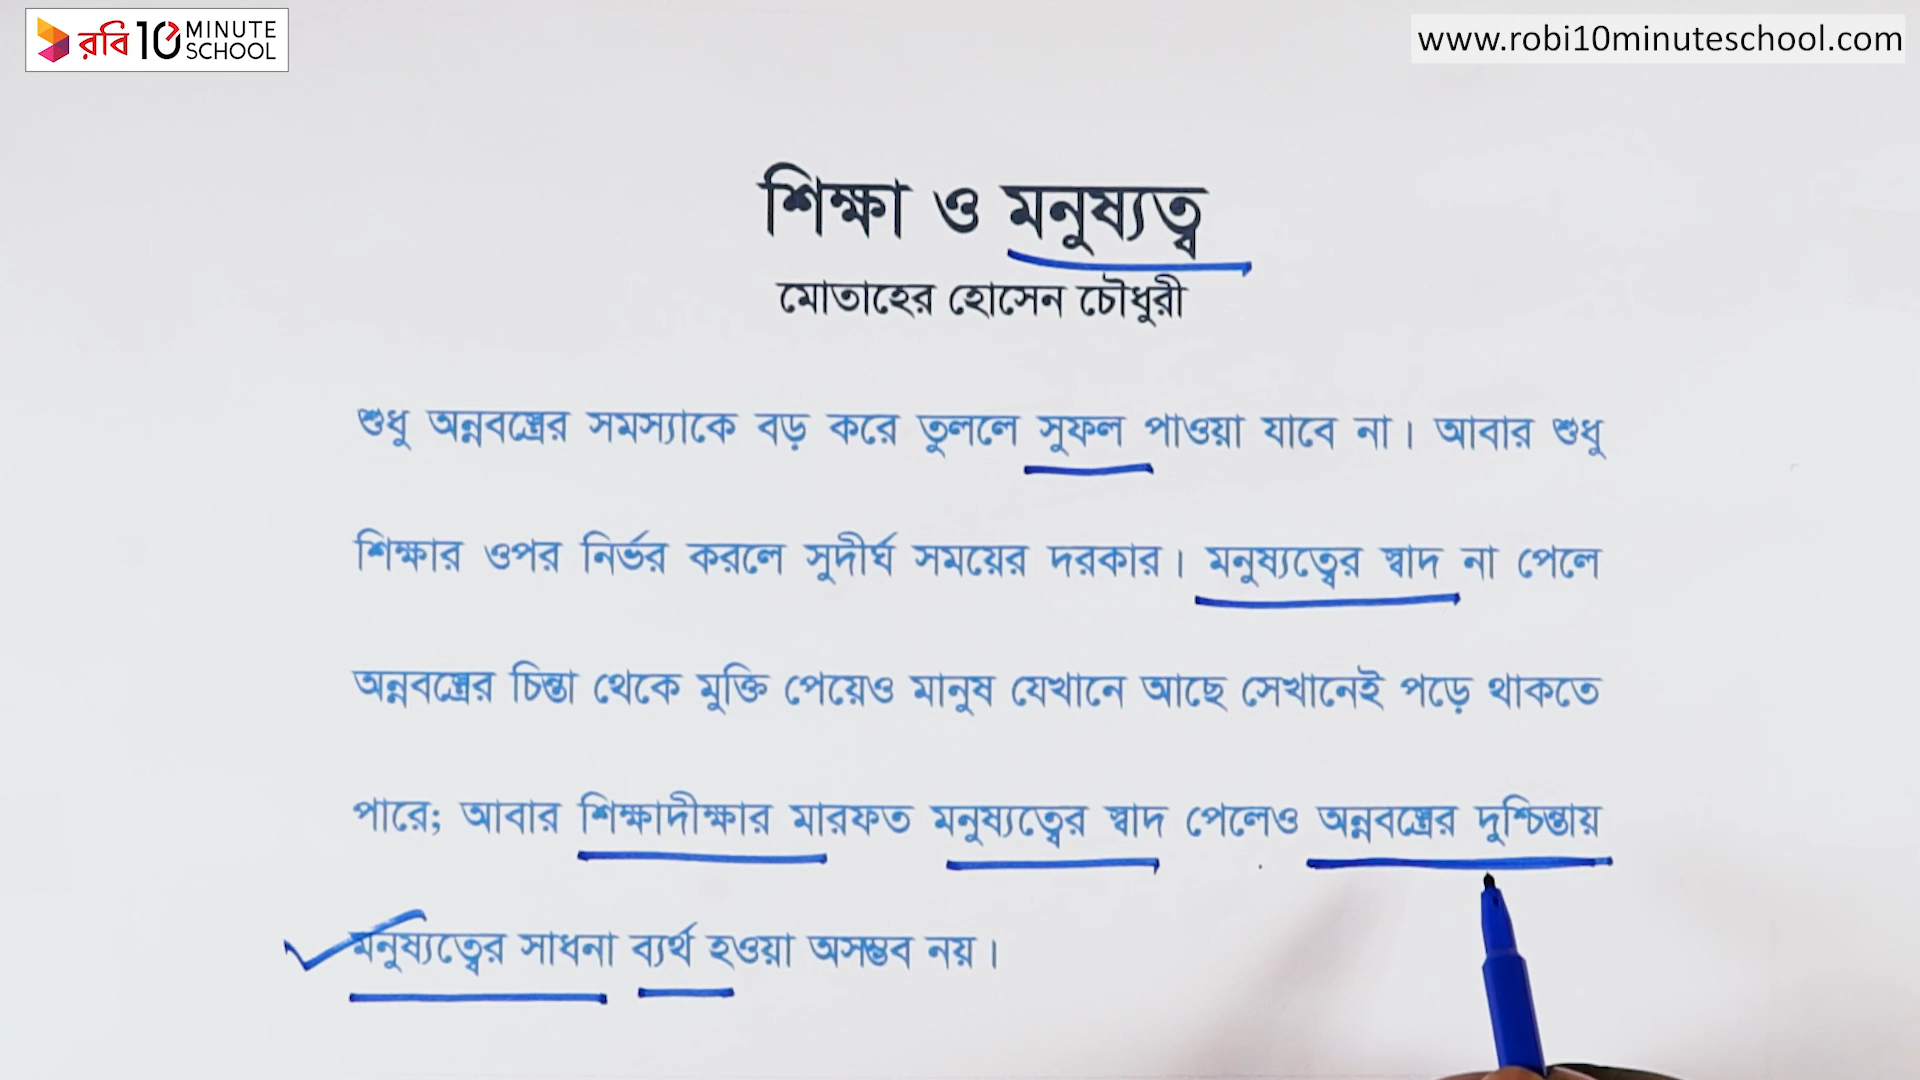 রবি 10 MINUTE SCHOOL
www.robi10minuteschool.com
শিক্ষা ও মনুষ্যত্ব
মোতাহের হোসেন চৌধুরী
শুধু অন্নবস্ত্রের সমস্যাকে বড় করে তুললে সুফল পাওয়া যাবে না। আবার শুধু
শিক্ষার ওপর নির্ভর করলে সুদীর্ঘ সময়ের দরকার। মনুষ্যত্বের স্বাদ না পেলে
অন্নবস্ত্রের চিন্তা থেকে মুক্তি পেয়েও মানুষ যেখানে আছে সেখানেই পড়ে থাকতে
পারে; আবার শিক্ষাদীক্ষার মারফত মনুষ্যত্বের স্বাদ পেলেও অন্নবস্ত্রের দুশ্চিন্তায়
মনুষ্যত্বের সাধনা ব্যর্থ হওয়া অসম্ভব নয়।